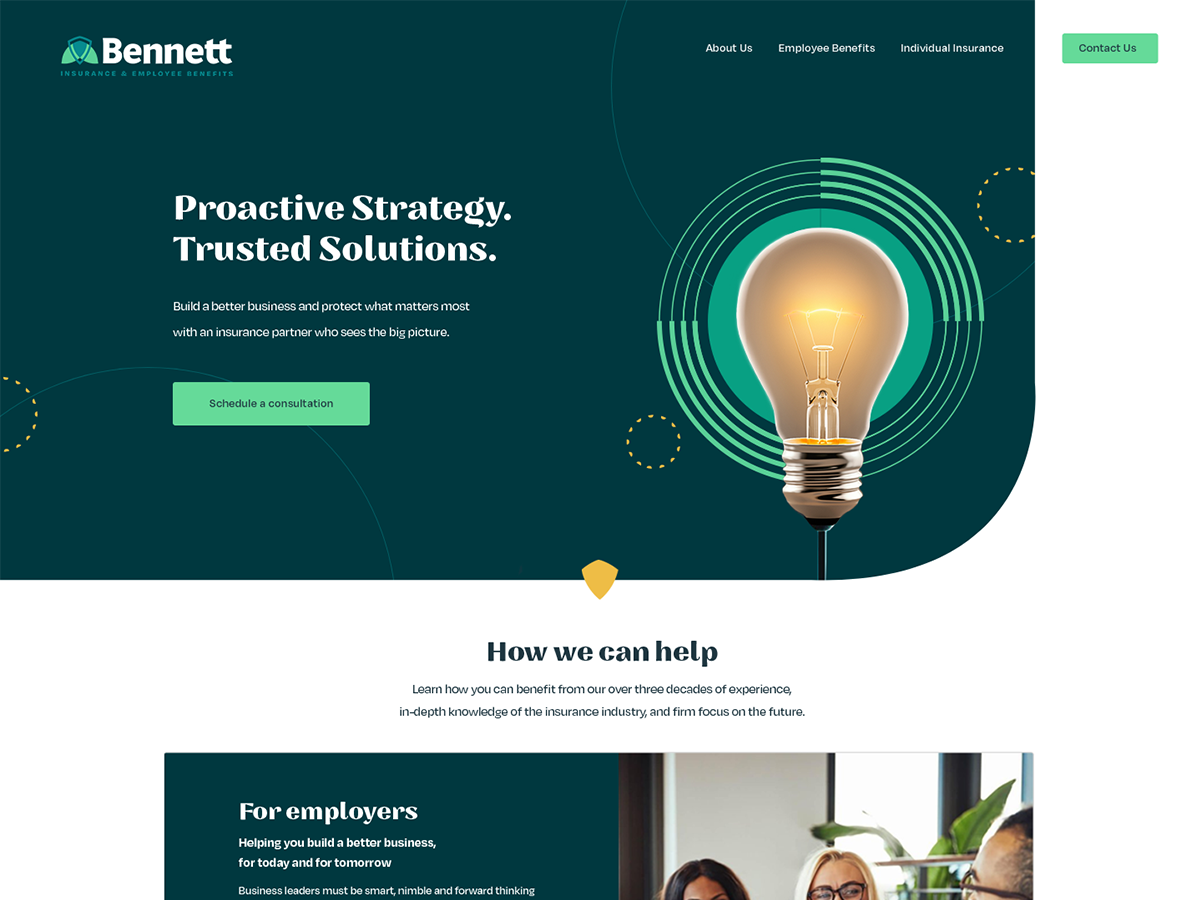 Bennett
INSURANCE & EMPLOYEE BENEFITS
About Us
Employee Benefits
Individual Insurance
Contact Us
Proactive Strategy.
Trusted Solutions.
Build a better business and protect what matters most
with an insurance partner who sees the big picture.
Schedule a consultation
How we can help
Learn how you can benefit from our over three decades of experience,
in-depth knowledge of the insurance industry, and firm focus on the future.
For employers
Helping you build a better business,
for today and for tomorrow
Business leaders must be smart, nimble and forward thinking